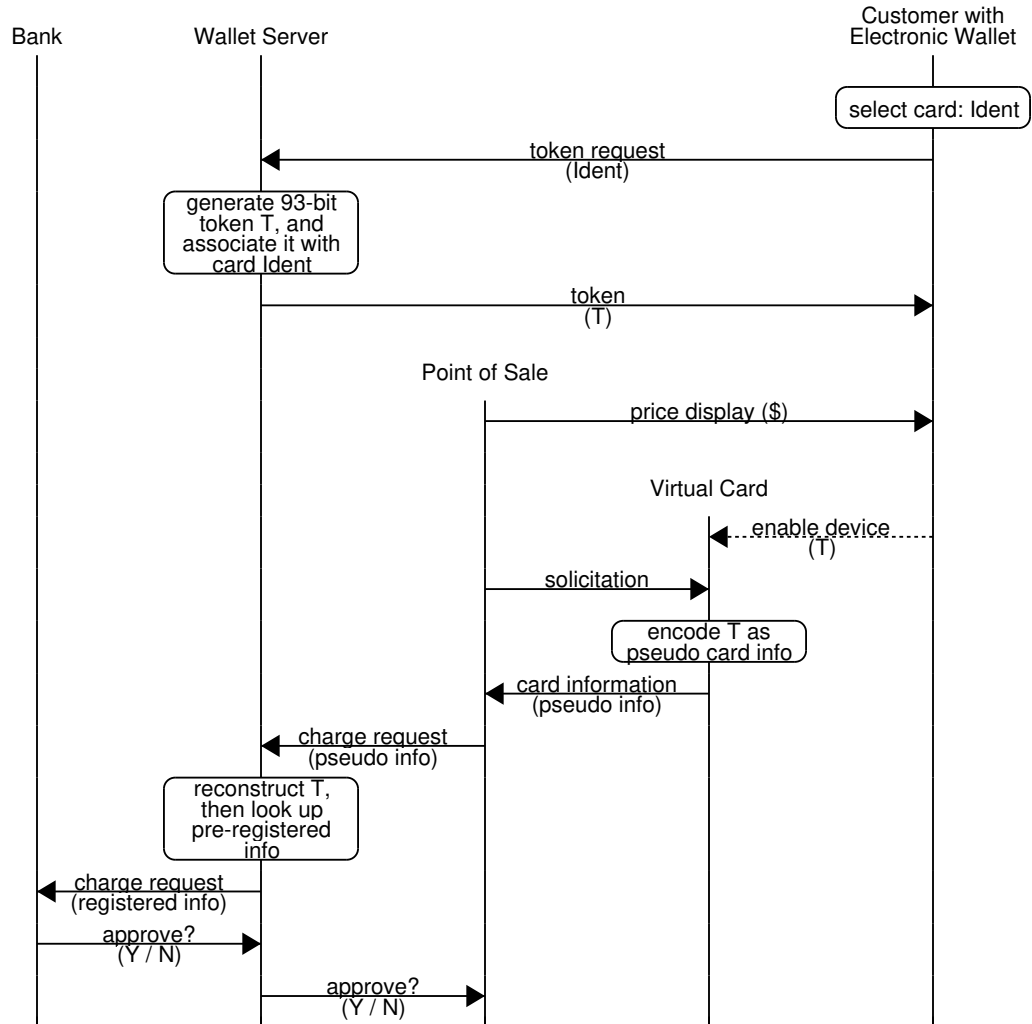 Customer with
Bank
Wallet Server
Electronic Wallet
select card: Ident
token request
(Ident)
generate 93-bit
token T, and
associate it with
card Ident
token
(T)
Point of Sale
price display ($)
Virtual Card
enable device
(T)
solicitation
encode T as
pseudo card info
card information
(pseudo info)
charge request
(pseudo info)
reconstruct T,
then look up
pre-registered
info
charge request
(registered info)
approve?
(Y / N)
approve?
(Y / N)